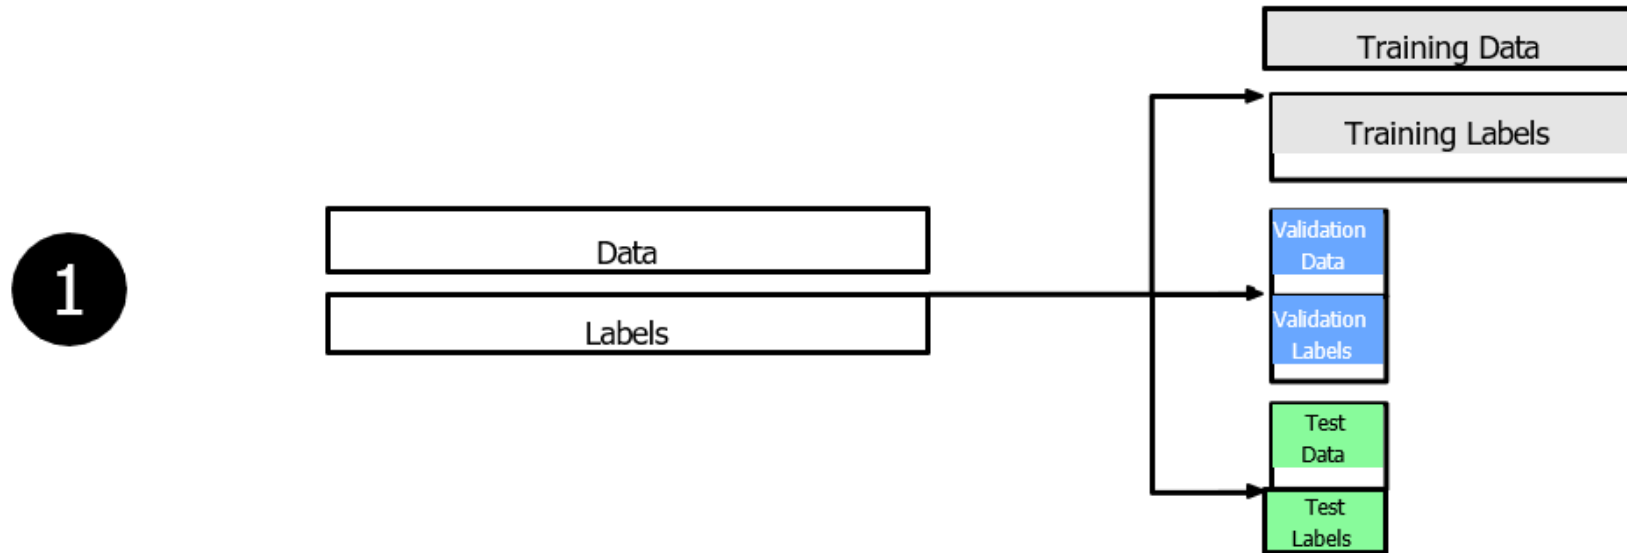 1
Data
Labels
Training Data
Training Labels
Validation
Data
Validation
Labels
Test
Data
Test
Labels